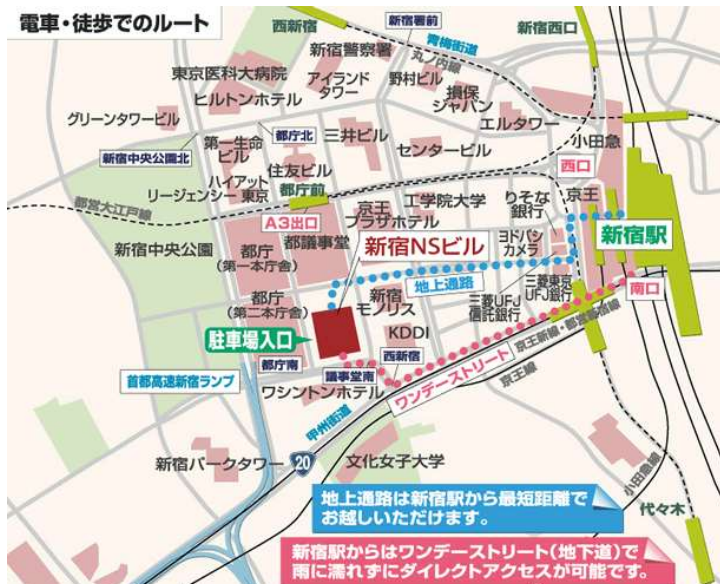 電車・徒歩でのルート
西新宿
新宿署前
青梅街道
新宿西口
新宿警察署
丸ノ内線
東京医科大病院
アイランド
タワー
野村ビル
ヒルトンホテル
損保
ジャパン
グリーンタワービル
エルタワー
都庁北
三井ビル
小田急
第一生命
ビル
センタービル
新宿中央公園北
住友ビル
西口
ハイアット
リージェンシー 東京
都庁前
京王
プラザホテル
工学院大学
りそな
銀行
京王
都営大江戸線
A3出口
新宿駅
新宿中央公園
都庁
(第一本庁舎)
都議事堂
新宿NSビル
ヨドバシ
カメラ
地上通路
三菱東京
UFJ銀行
南口
都庁
(第二本庁舎)
新宿
モノリス
三菱UFJ
信託銀行
駐車場入口
KDDI
京王新線・都営新宿線
西新宿
都庁南
議事堂南
ワンデーストリート
京王線
首都高速新宿ランプ
ワシントンホテル
甲州街道
新宿パークタワー
20
文化女子大学
小田急線
代々木
地上通路は新宿駅から最短距離で
お越しいただけます。
新宿駅からはワンデーストリート(地下道)で
雨に濡れずにダイレクトアクセスが可能です。